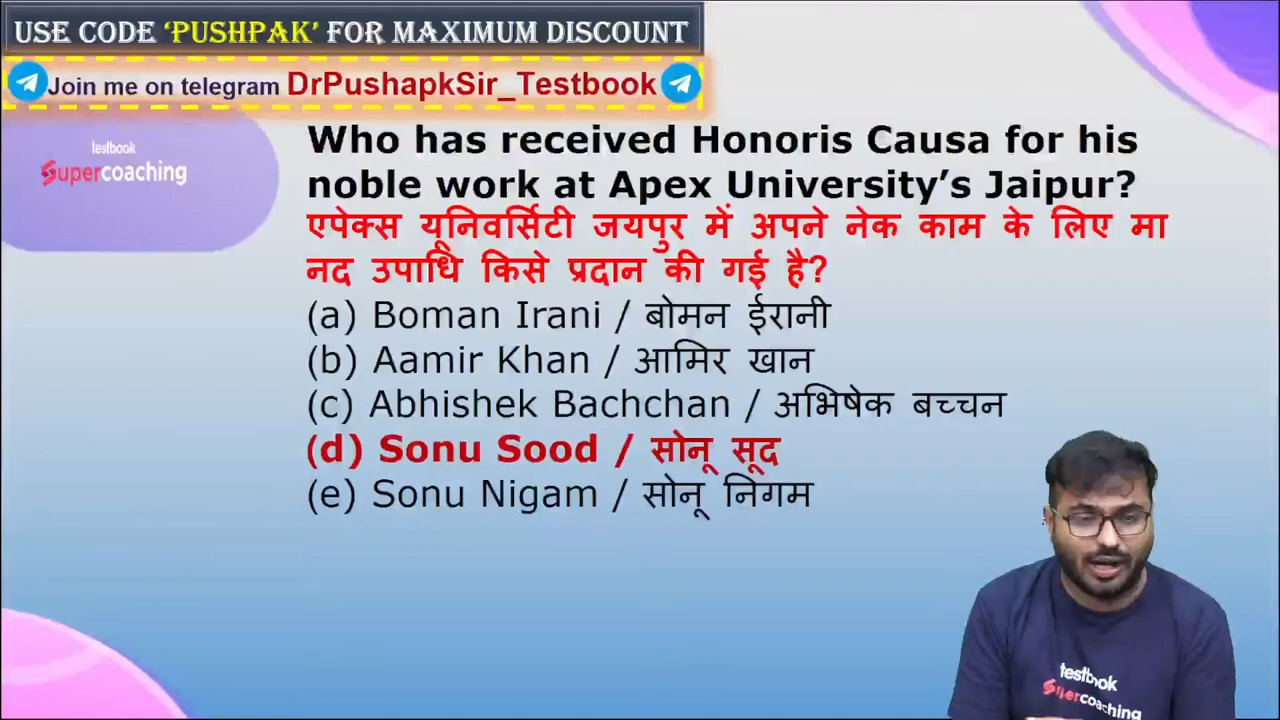 USE CODE ‘PUSHPAK’ FOR MAXIMUM DISCOUNT
Join me on telegram DrPushapkSir_Testbook
testbook
Supercoaching
Who has received Honoris Causa for his
noble work at Apex University’s Jaipur?
एपेक्स यूनिवर्सिटी जयपुर में अपने नेक काम के लिए मा
नद उपाधि किसे प्रदान की गई है?
(a) Boman Irani / बोमन ईरानी
(b) Aamir Khan / आमिर खान
(c) Abhishek Bachchan / अभिषेक बच्चन
(d) Sonu Sood / सोनू सूद
(e) Sonu Nigam / सोनू निगम
testbook
Supercoaching